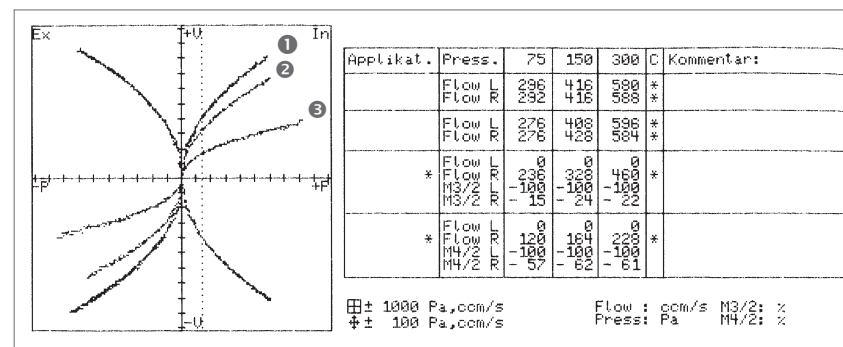 Ex +V In
1
2
3
-P +P
-V
Applikat. Press. 75 150 300 C Kommentar:
Flow L 296 416 580 *
Flow R 292 416 588 *
Flow L 276 408 596 *
Flow R 276 428 584 *
Flow L 0 0 0
* Flow R 236 328 460 *
M3/2 L -100 -100 -100
M3/2 R - 15 - 24 - 22
Flow L 0 0 0
* Flow R 120 164 228 *
M4/2 L -100 -100 -100
M4/2 R - 57 - 62 - 61
± 1000 Pa,ccm/s Flow : ccm/s M3/2: %
± 100 Pa,ccm/s Press: Pa M4/2: %